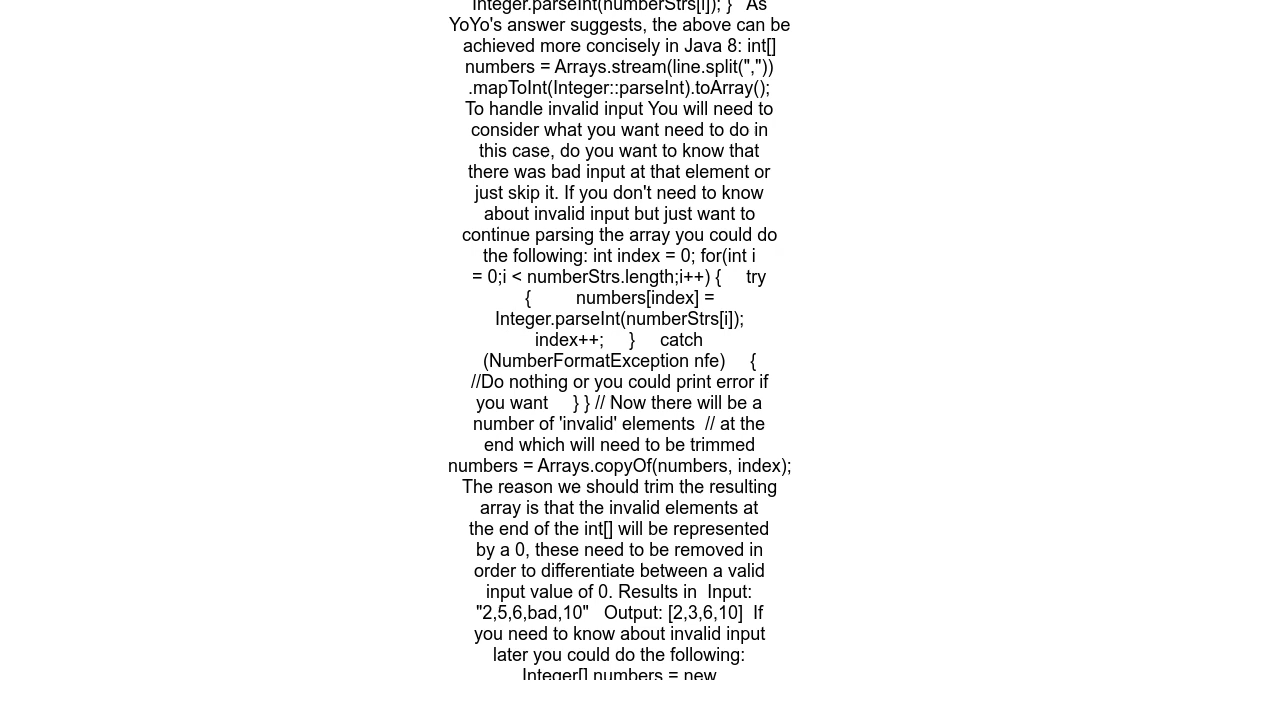 Integer.parseInt(numberStrs[i]); }   As
YoYo's answer suggests, the above can be
achieved more concisely in Java 8: int[]
numbers = Arrays.stream(line.split(","))
.mapToInt(Integer::parseInt).toArray();
To handle invalid input You will need to
consider what you want need to do in
this case, do you want to know that
there was bad input at that element or
just skip it. If you don't need to know
about invalid input but just want to
continue parsing the array you could do
the following: int index = 0; for(int i
= 0;i < numberStrs.length;i++) {     try
{         numbers[index] =
Integer.parseInt(numberStrs[i]);
index++;     }     catch
(NumberFormatException nfe)     {
//Do nothing or you could print error if
you want     } } // Now there will be a
number of 'invalid' elements  // at the
end which will need to be trimmed
numbers = Arrays.copyOf(numbers, index);
The reason we should trim the resulting
array is that the invalid elements at
the end of the int[] will be represented
by a 0, these need to be removed in
order to differentiate between a valid
input value of 0. Results in  Input:
"2,5,6,bad,10"   Output: [2,3,6,10]  If
you need to know about invalid input
later you could do the following:
Integer[] numbers = new